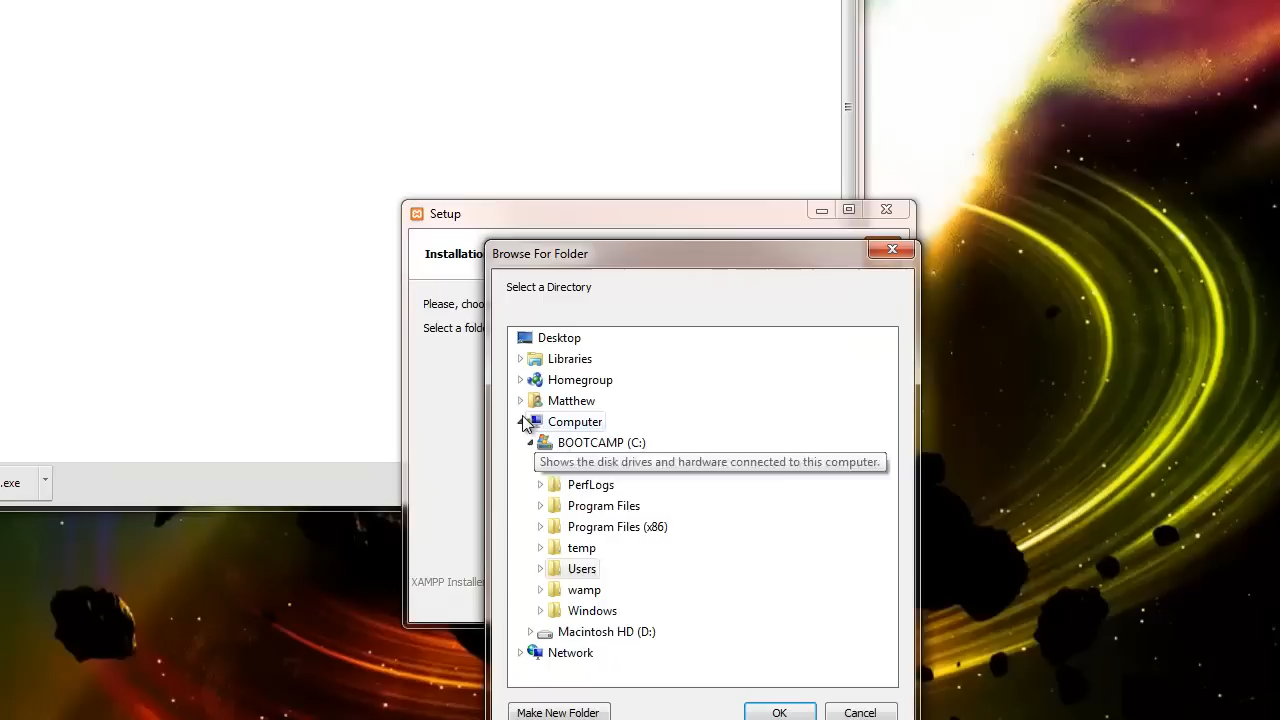 Setup
Installatio
Browse For Folder
Select a Directory
Please, choo
Select a fold
Desktop
Libraries
Homegroup
Matthew
Computer
BOOTCAMP (C:)
Shows the disk drives and hardware connected to this computer.
.exe
PerfLogs
Program Files
Program Files (x86)
temp
Users
XAMPP Installe
wamp
Windows
Macintosh HD (D:)
Network
Make New Folder
OK
Cancel